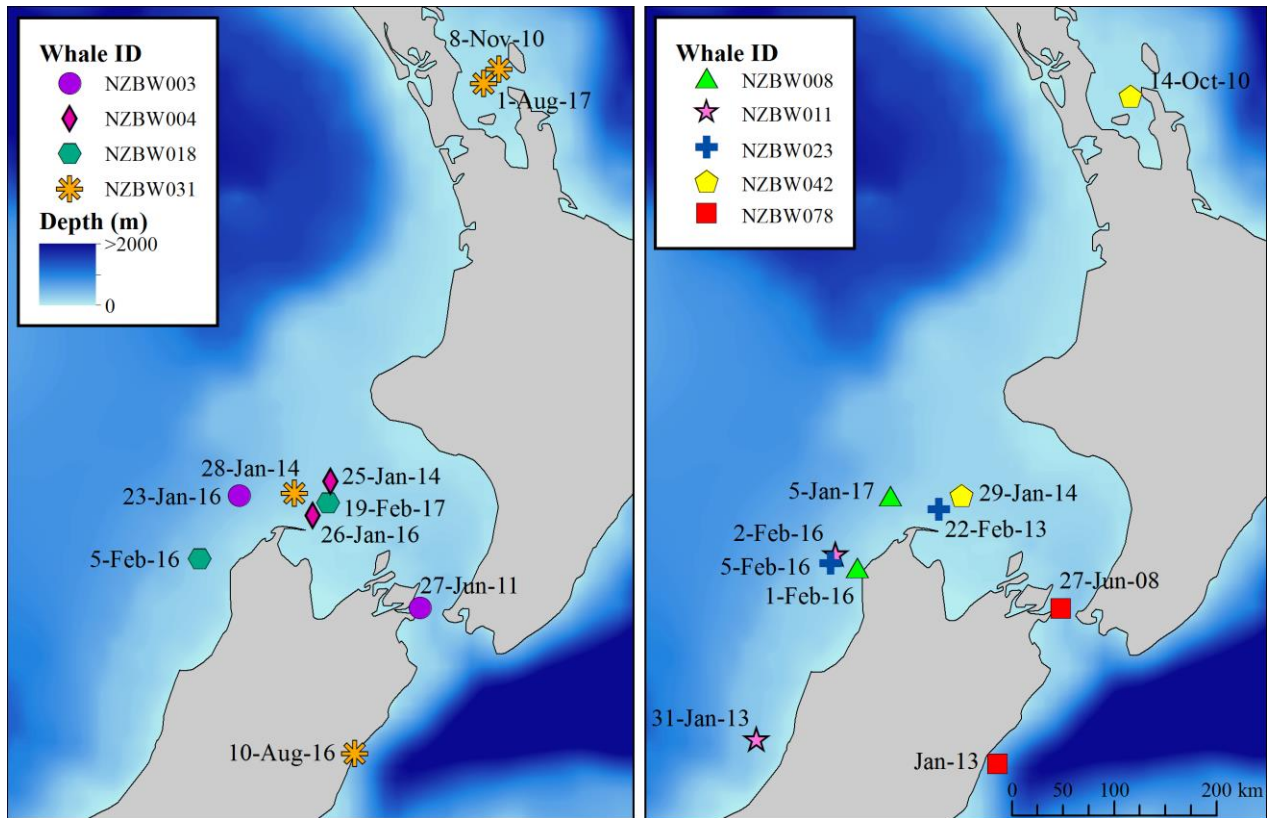 Whale ID
NZBW003
NZBW004
NZBW018
NZBW031
Depth (m)
>2000
0
8-Nov-10
1-Aug-17
28-Jan-14
25-Jan-14
23-Jan-16
19-Feb-17
26-Jan-16
5-Feb-16
27-Jun-11
10-Aug-16
Whale ID
NZBW008
NZBW011
NZBW023
NZBW042
NZBW078
14-Oct-10
5-Jan-17
29-Jan-14
22-Feb-13
2-Feb-16
5-Feb-16
1-Feb-16
27-Jun-08
31-Jan-13
Jan-13
0 50 100 200 km